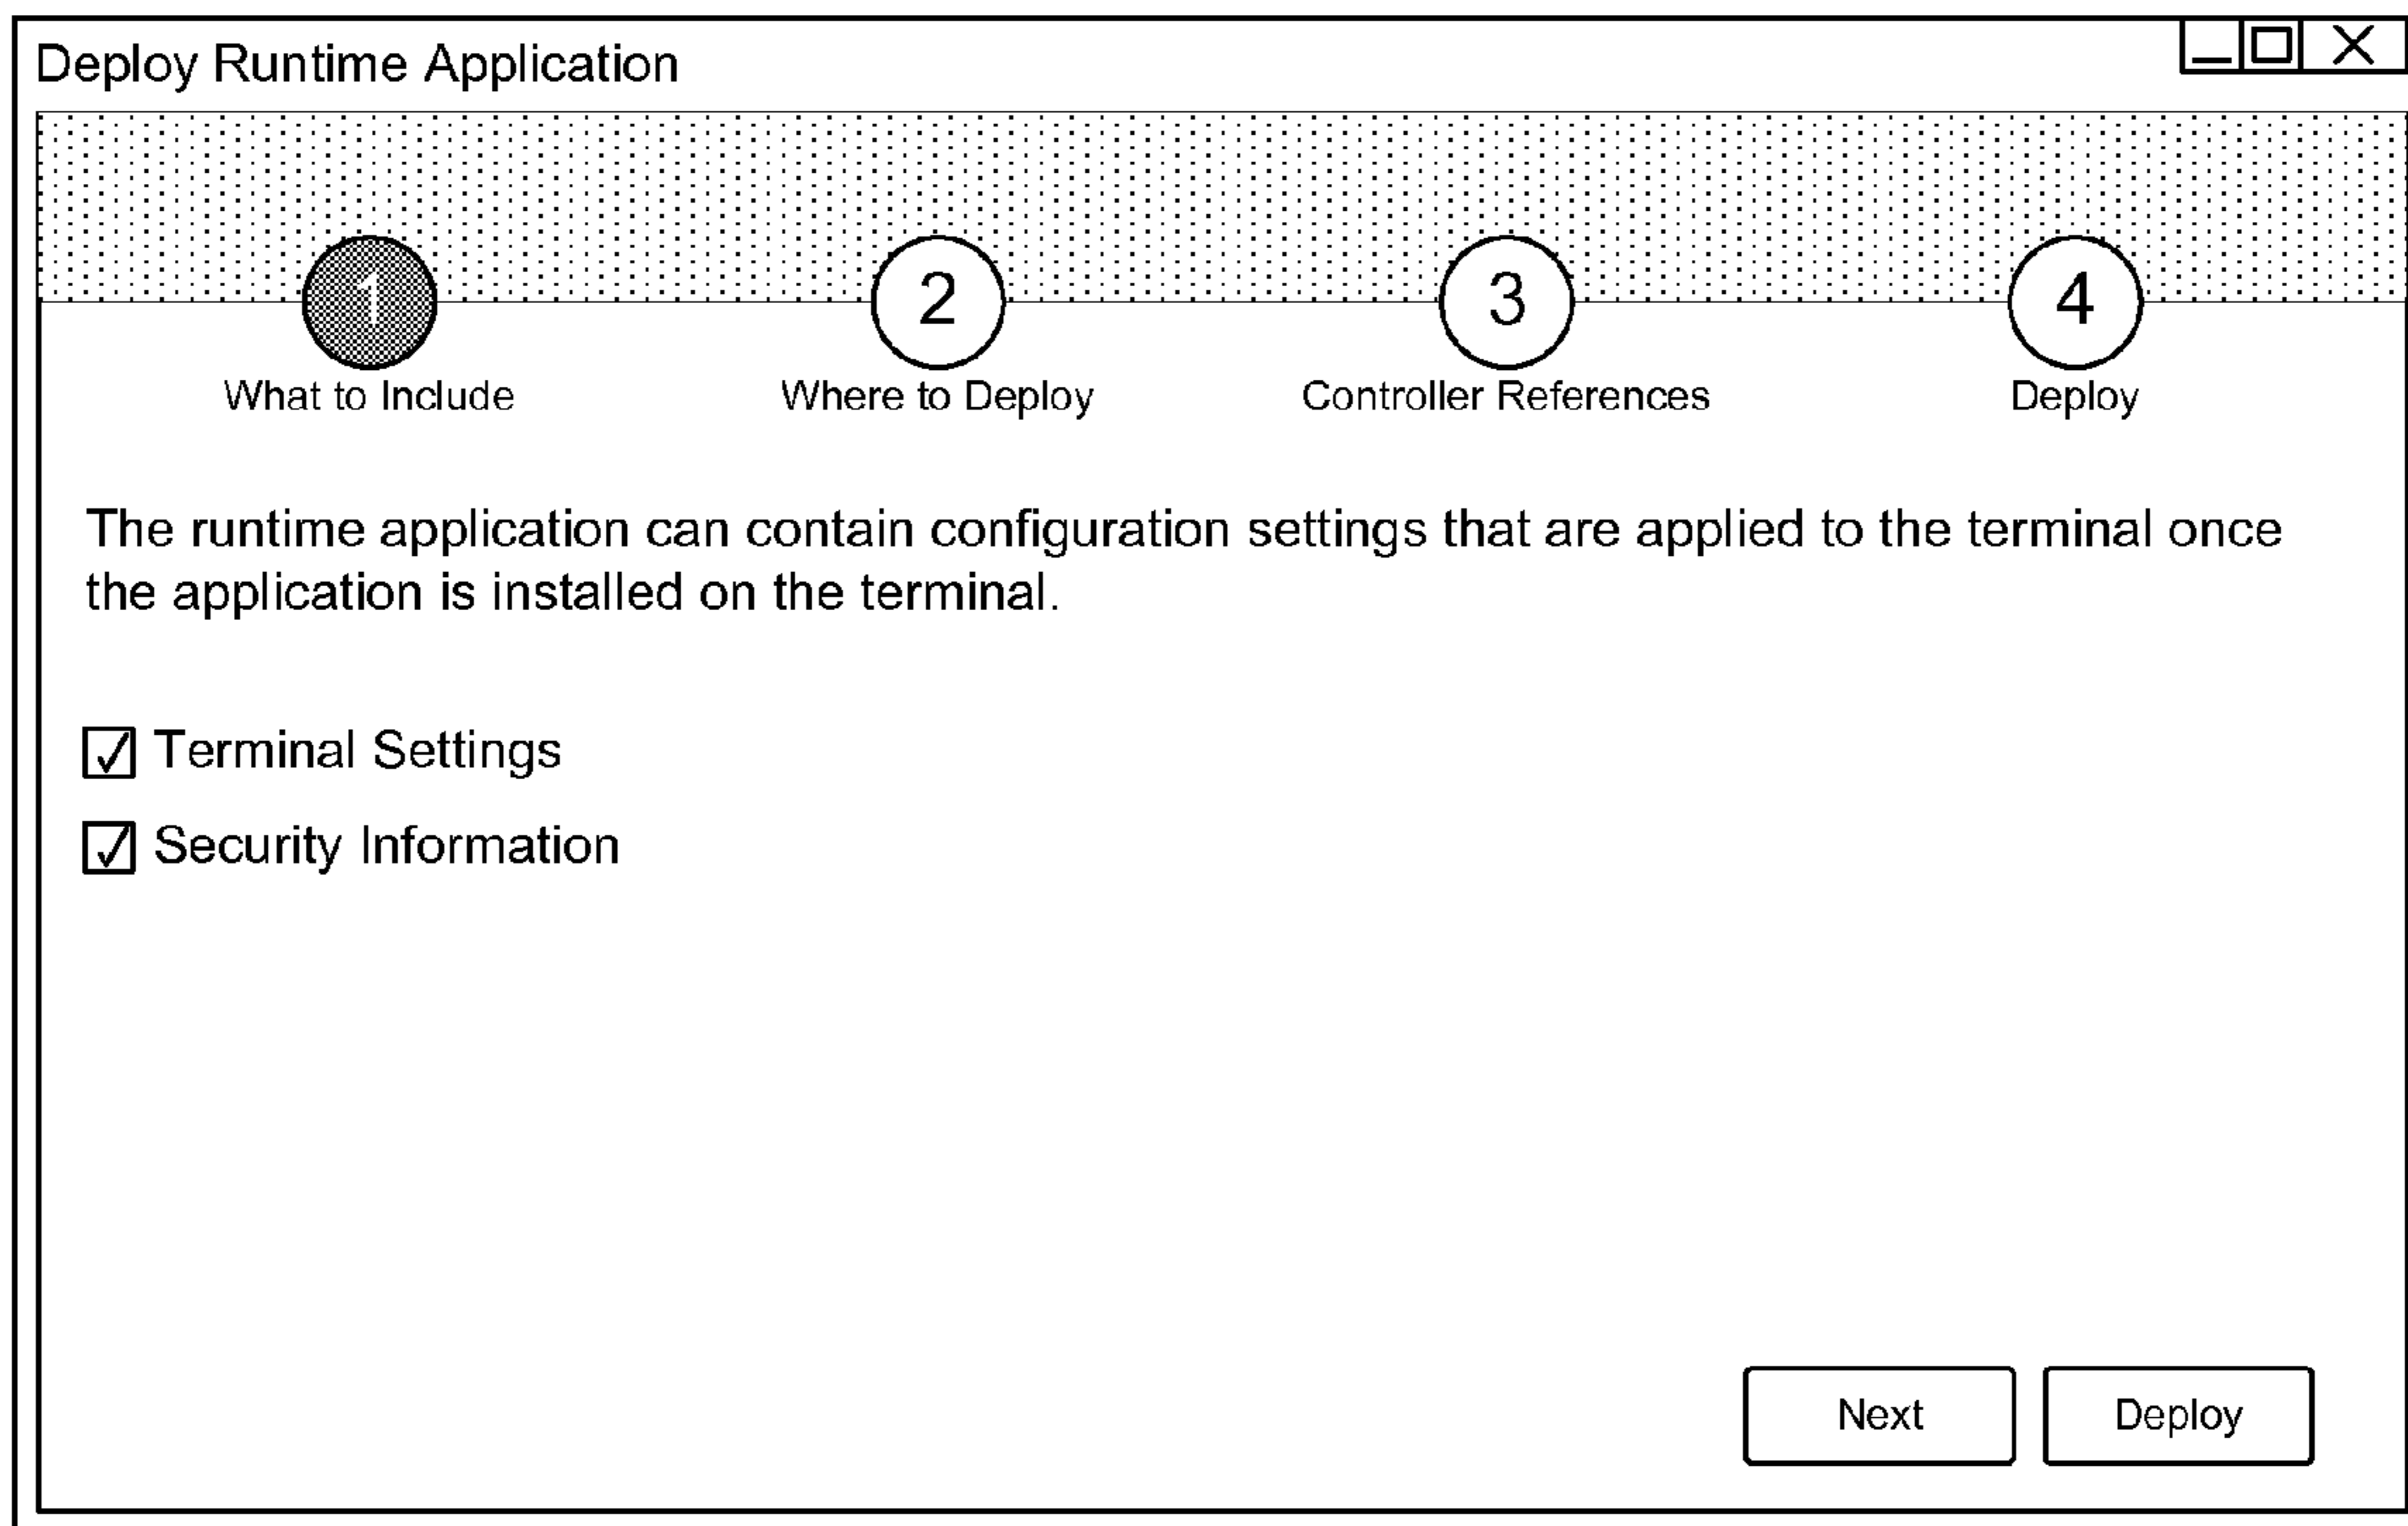 Deploy Runtime Application
1
2
3
4
What to Include
Where to Deploy
Controller References
Deploy
The runtime application can contain configuration settings that are applied to the terminal once
the application is installed on the terminal.
Terminal Settings
Security Information
Next
Deploy